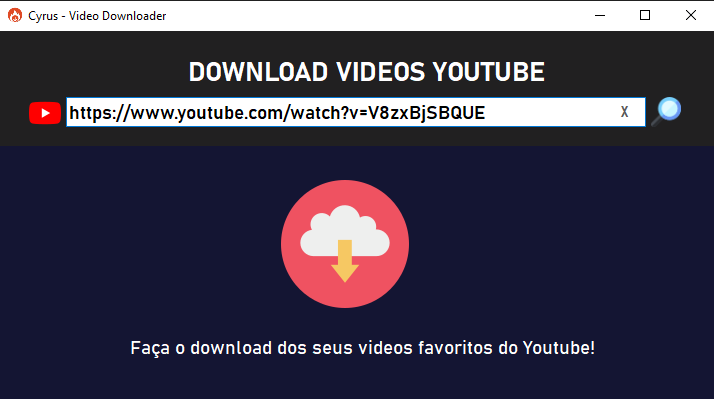 Cyrus - Video Downloader
DOWNLOAD VIDEOS YOUTUBE
https://www.youtube.com/watch?v=V8zxBjSBQUE X
Faça o download dos seus videos favoritos do Youtube!